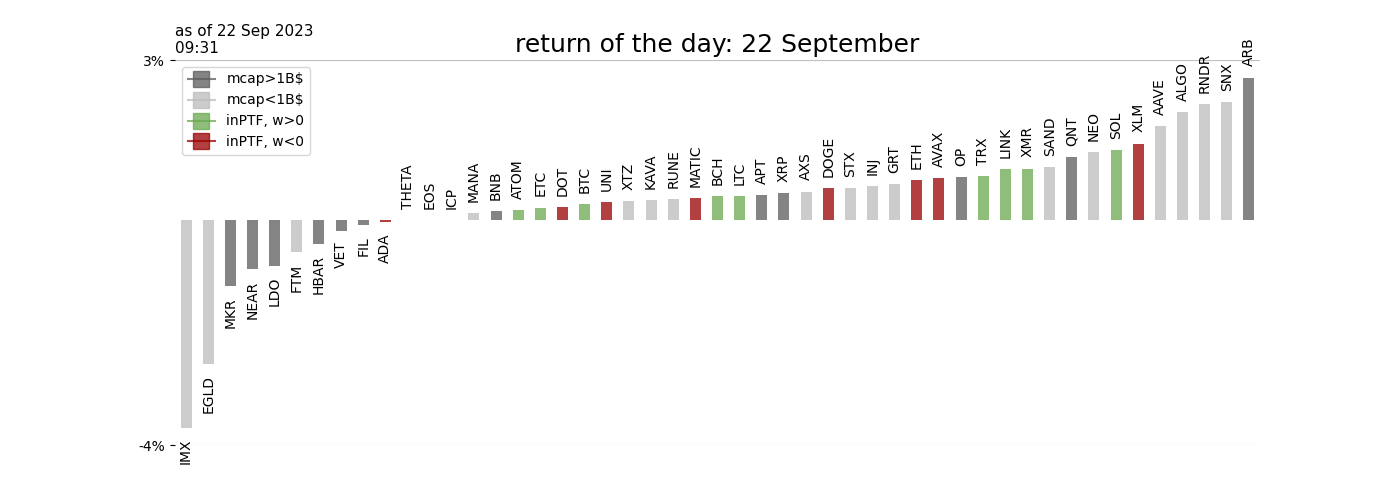 as of 22 Sep 2023
09:31
return of the day: 22 September
3%
mcap>1B$
mcap<1B$
inPTF, w>0
inPTF, w<0
-4%
IMX
EGLD
MKR
NEAR
LDO
FTM
HBAR
VET
FIL
ADA
THETA
EOS
ICP
MANA
BNB
ATOM
ETC
DOT
BTC
UNI
XTZ
KAVA
RUNE
MATIC
BCH
LTC
APT
XRP
AXS
DOGE
STX
INJ
GRT
ETH
AVAX
OP
TRX
LINK
XMR
SAND
QNT
NEO
SOL
XLM
AAVE
ALGO
RNDR
SNX
ARB